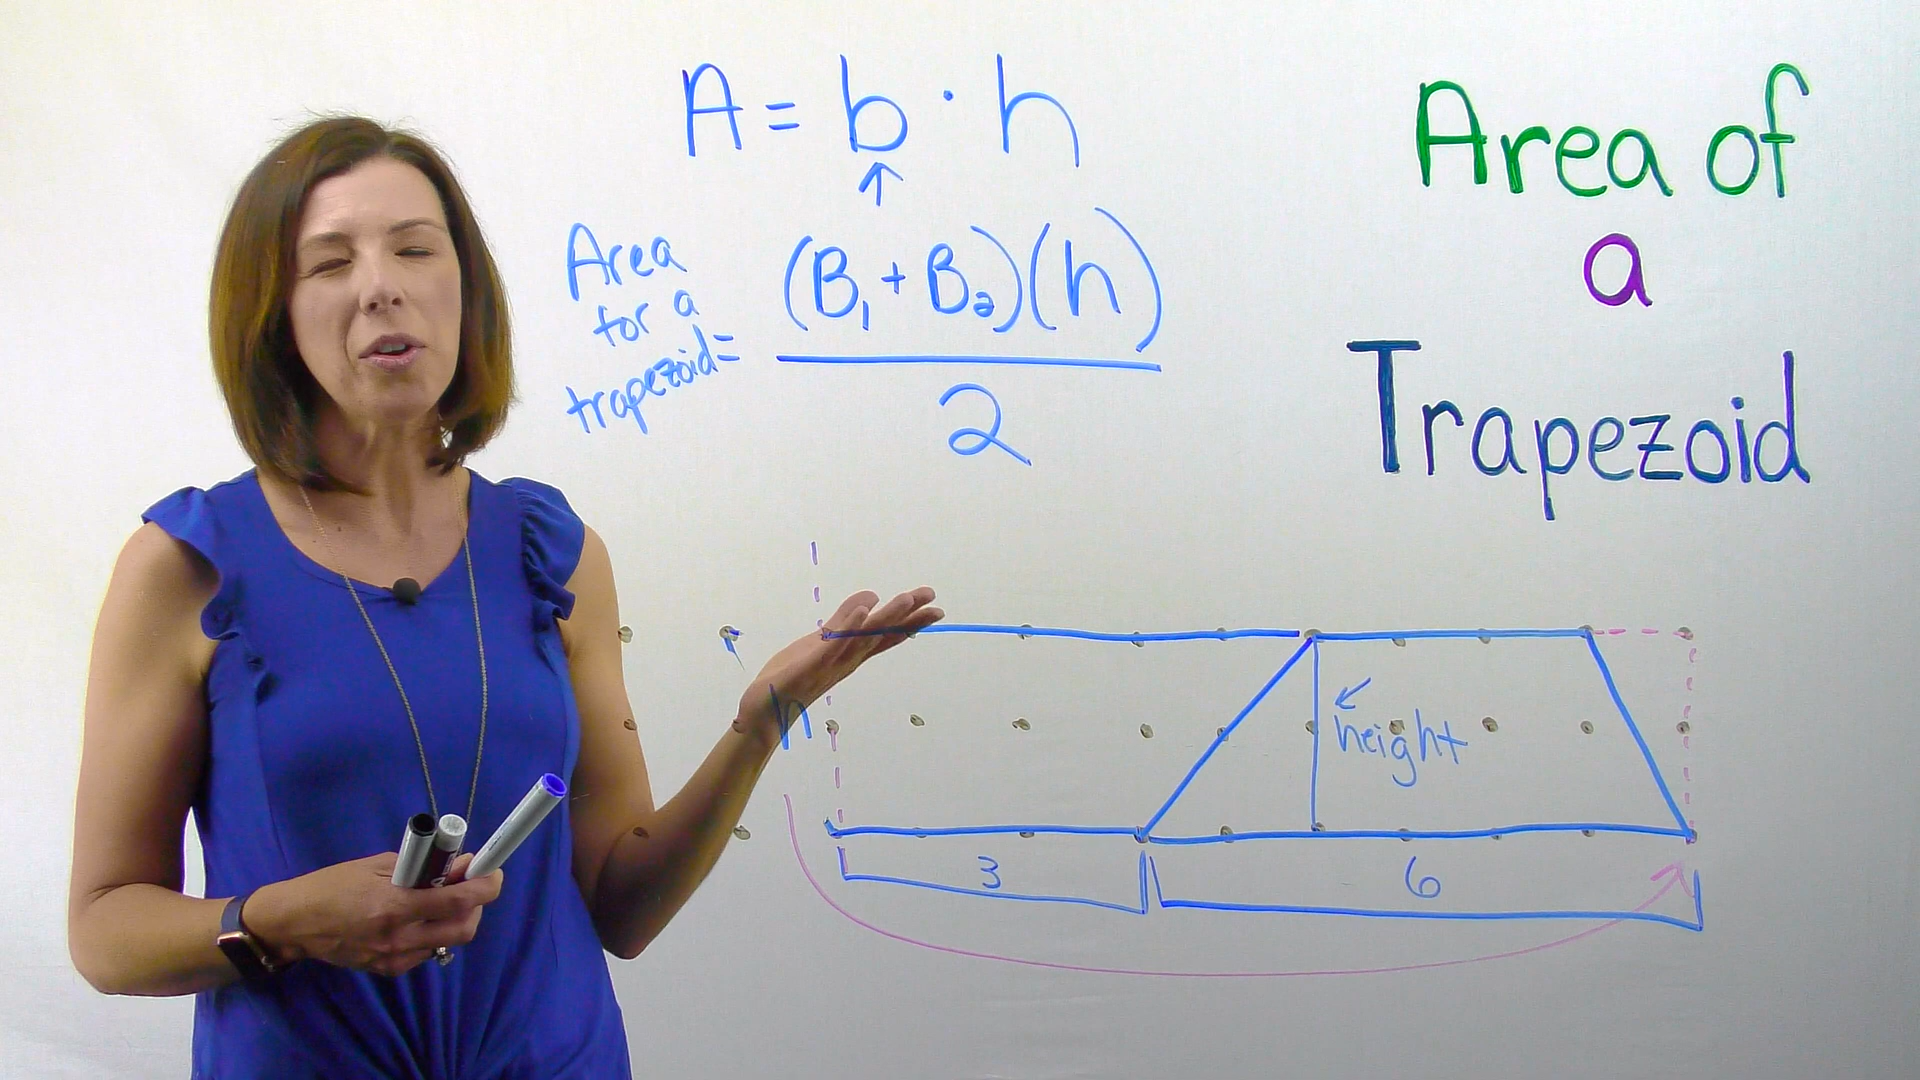 A = b · h
↑
Area for a trapezoid =
(B₁ + B₂)(h)
2
Area of
a
Trapezoid
h
height
3
6